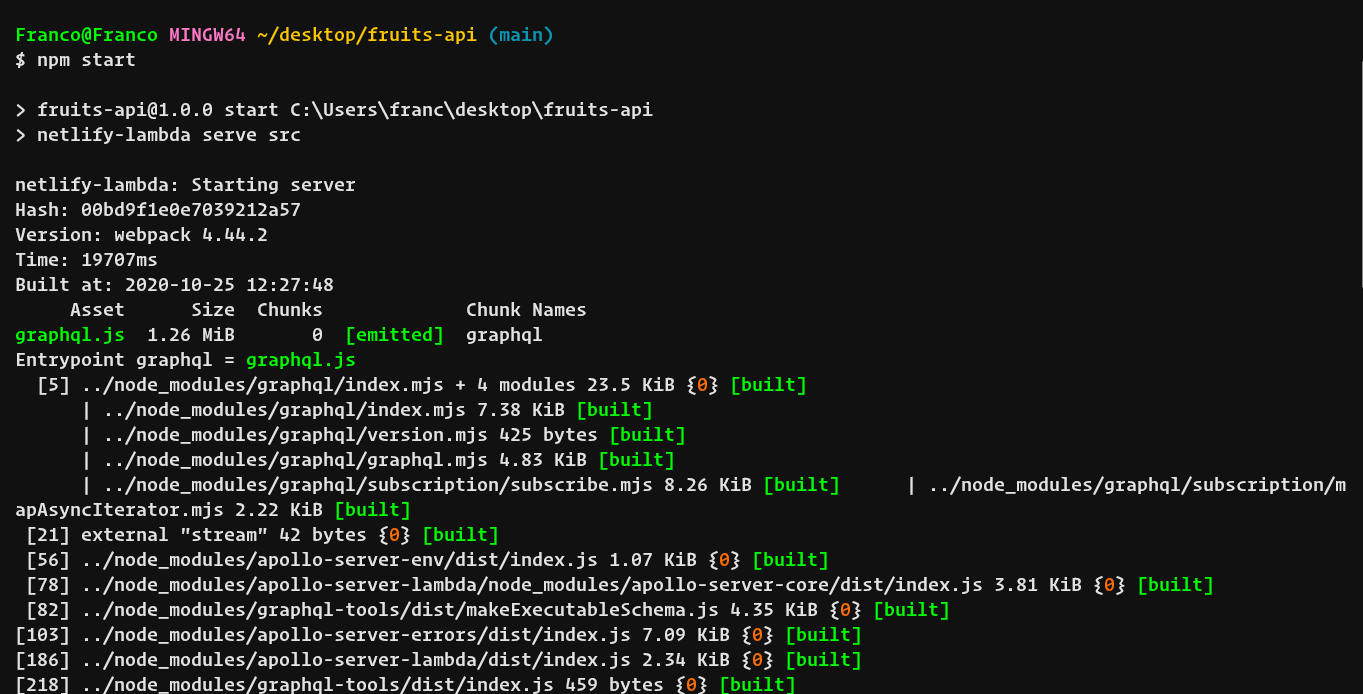 Franco@Franco MINGW64 ~/desktop/fruits-api (main)
$ npm start
> fruits-api@1.0.0 start C:\Users\franc\desktop\fruits-api
> netlify-lambda serve src
netlify-lambda: Starting server
Hash: 00bd9f1e0e7039212a57
Version: webpack 4.44.2
Time: 19707ms
Built at: 2020-10-25 12:27:48
     Asset      Size  Chunks             Chunk Names
graphql.js  1.26 MiB       0  [emitted]  graphql
Entrypoint graphql = graphql.js
  [5] ../node_modules/graphql/index.mjs + 4 modules 23.5 KiB {0} [built]
      | ../node_modules/graphql/index.mjs 7.38 KiB [built]
      | ../node_modules/graphql/version.mjs 425 bytes [built]
      | ../node_modules/graphql/graphql.mjs 4.83 KiB [built]
      | ../node_modules/graphql/subscription/subscribe.mjs 8.26 KiB [built]      | ../node_modules/graphql/subscription/m
apAsyncIterator.mjs 2.22 KiB [built]
 [21] external "stream" 42 bytes {0} [built]
 [56] ../node_modules/apollo-server-env/dist/index.js 1.07 KiB {0} [built]
 [78] ../node_modules/apollo-server-lambda/node_modules/apollo-server-core/dist/index.js 3.81 KiB {0} [built]
 [82] ../node_modules/graphql-tools/dist/makeExecutableSchema.js 4.35 KiB {0} [built]
[103] ../node_modules/apollo-server-errors/dist/index.js 7.09 KiB {0} [built]
[186] ../node_modules/apollo-server-lambda/dist/index.js 2.34 KiB {0} [built]
[218] ../node_modules/graphql-tools/dist/index.js 459 bytes {0} [built]